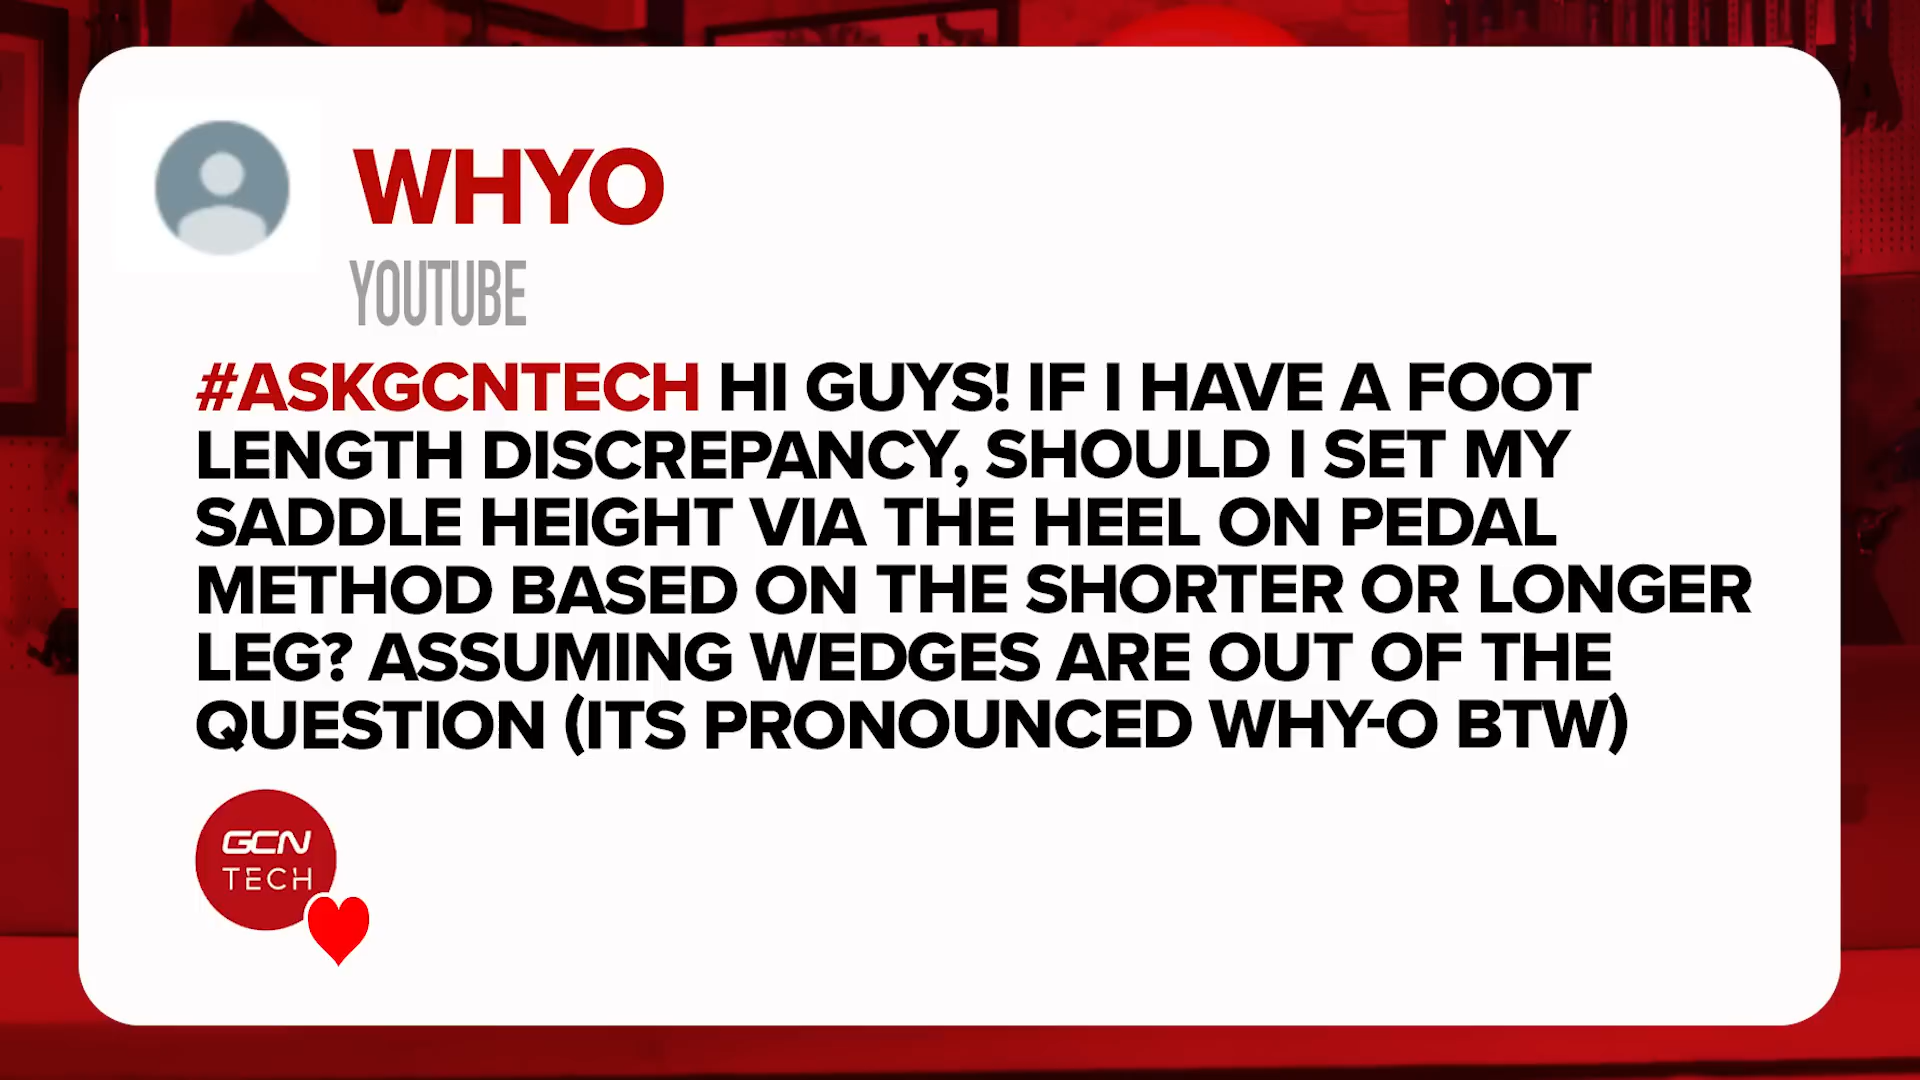 WHYO
YOUTUBE
#ASKGCNTECH HI GUYS! IF I HAVE A FOOT
LENGTH DISCREPANCY, SHOULD I SET MY
SADDLE HEIGHT VIA THE HEEL ON PEDAL
METHOD BASED ON THE SHORTER OR LONGER
LEG? ASSUMING WEDGES ARE OUT OF THE
QUESTION (ITS PRONOUNCED WHY-O BTW)
GCN
TECH